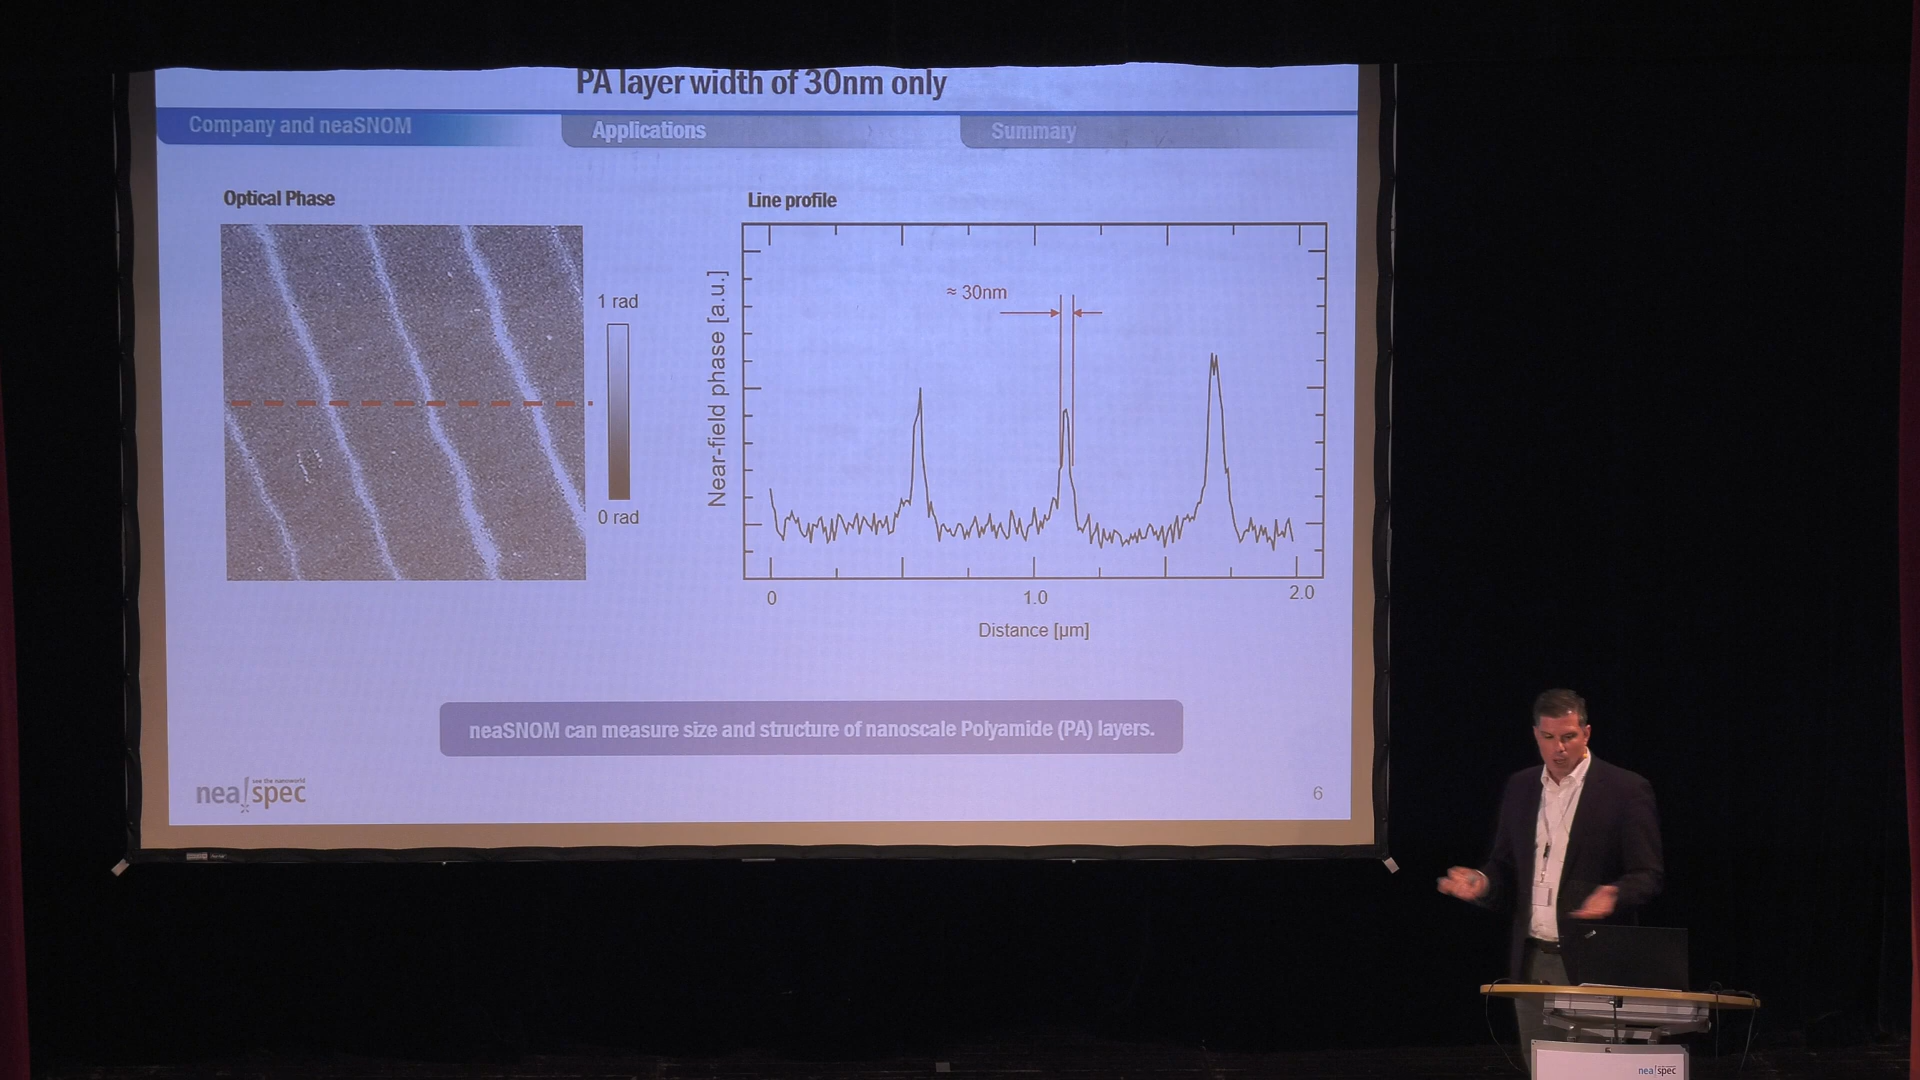 PA layer width of 30nm only
Company and neaSNOM
Applications
Summary
Optical Phase
Line profile
1 rad
0 rad
≈ 30nm
Near-field phase [a.u.]
0
1.0
2.0
Distance [µm]
neaSNOM can measure size and structure of nanoscale Polyamide (PA) layers.
see the nanoworld
nea spec
6
nea spec